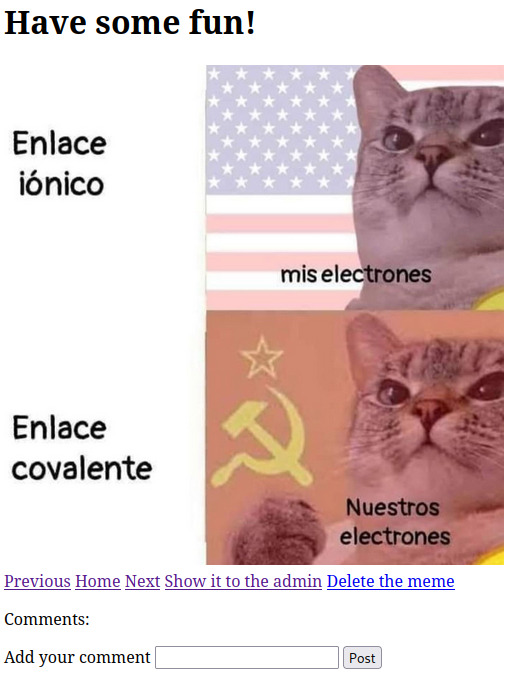 Have some fun!
Enlace
iónico
mis electrones
Enlace
covalente
Nuestros
electrones
Previous Home Next Show it to the admin Delete the meme
Comments:
Add your comment Post